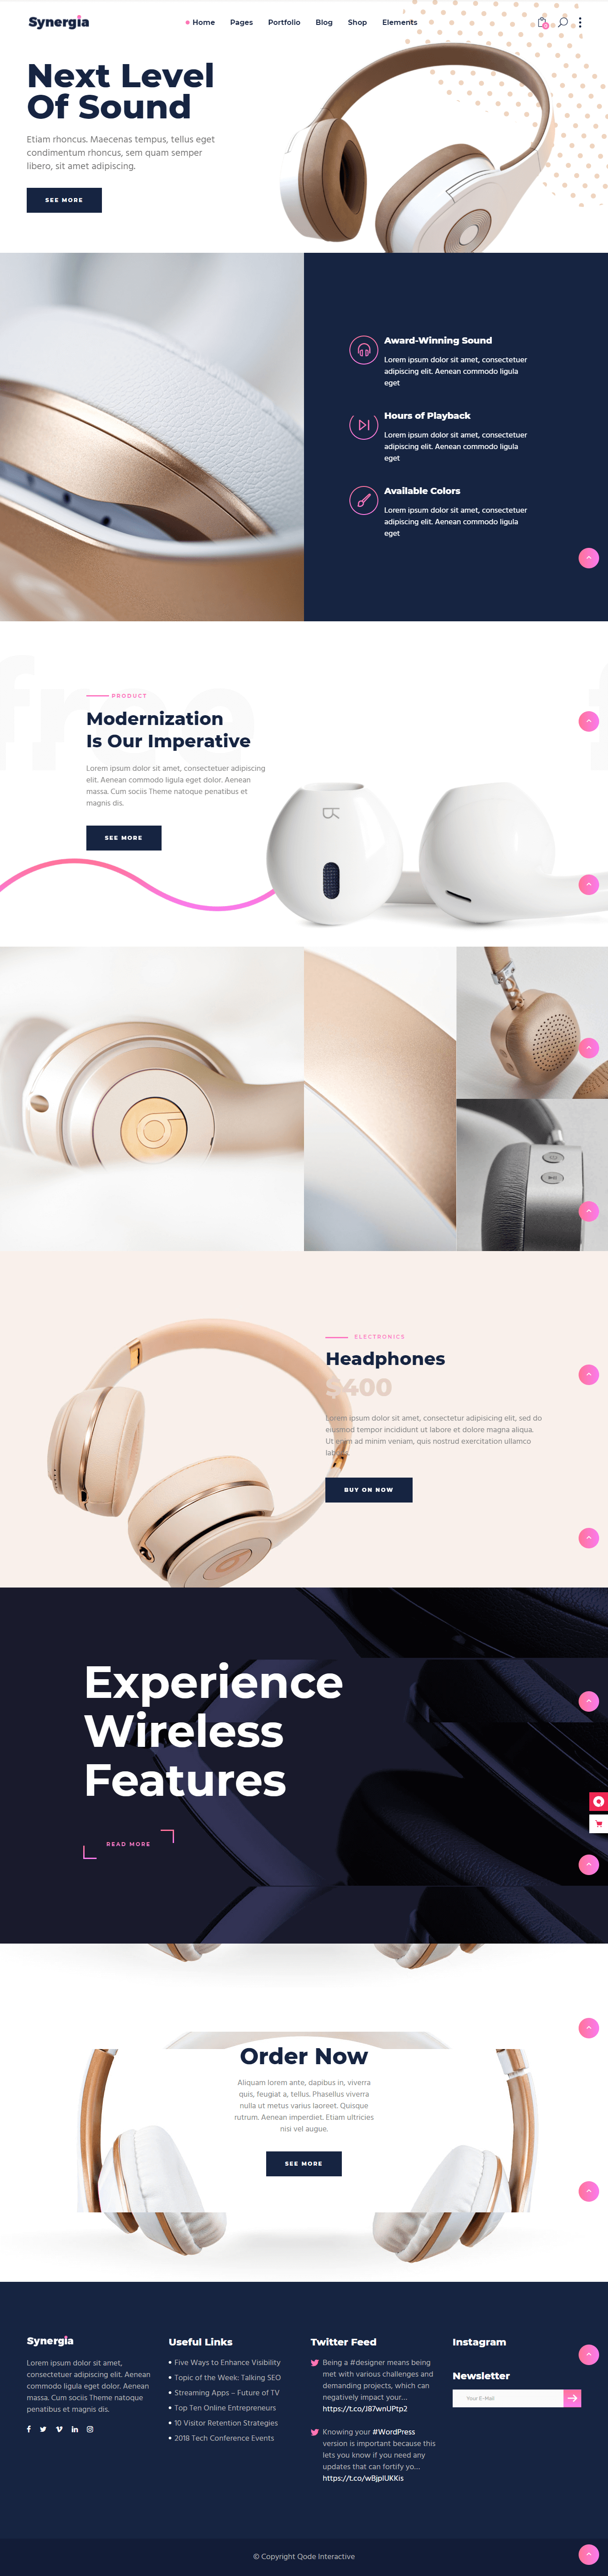 Synergia
Home Pages Portfolio Blog Shop Elements
Next Level
Of Sound
Etiam rhoncus. Maecenas tempus, tellus eget
condimentum rhoncus, sem quam semper
libero, sit amet adipiscing.
SEE MORE
Award-Winning Sound
Lorem ipsum dolor sit amet, consectetuer
adipiscing elit. Aenean commodo ligula
eget
Hours of Playback
Lorem ipsum dolor sit amet, consectetuer
adipiscing elit. Aenean commodo ligula
eget
Available Colors
Lorem ipsum dolor sit amet, consectetuer
adipiscing elit. Aenean commodo ligula
eget
PRODUCT
Modernization
Is Our Imperative
Lorem ipsum dolor sit amet, consectetuer adipiscing
elit. Aenean commodo ligula eget dolor. Aenean
massa. Cum sociis Theme natoque penatibus et
magnis dis.
SEE MORE
ELECTRONICS
Headphones
$400
Lorem ipsum dolor sit amet, consectetur adipisicing elit, sed do
eiusmod tempor incididunt ut labore et dolore magna aliqua.
Ut enim ad minim veniam, quis nostrud exercitation ullamco
BUY ON NOW
Experience
Wireless
Features
READ MORE
Order Now
Aliquam lorem ante, dapibus in, viverra
quis, feugiat a, tellus. Phasellus viverra
nulla ut metus varius laoreet. Quisque
rutrum. Aenean imperdiet. Etiam ultricies
nisi vel augue.
SEE MORE
Synergia
Lorem ipsum dolor sit amet,
consectetuer adipiscing elit. Aenean
commodo ligula eget dolor. Aenean
massa. Cum sociis Theme natoque
penatibus et magnis dis.
Useful Links
Five Ways to Enhance Visibility
Topic of the Week: Talking SEO
Streaming Apps – Future of TV
Top Ten Online Entrepreneurs
10 Visitor Retention Strategies
2018 Tech Conference Events
Twitter Feed
Being a #designer means being
met with various challenges and
demanding projects, which can
negatively impact your…
https://t.co/J87wnUPtp2
Knowing your #WordPress
version is important because this
lets you know if you need any
updates that can fortify yo…
https://t.co/wBjplUKKis
Instagram
Newsletter
Your E-Mail
© Copyright Qode Interactive